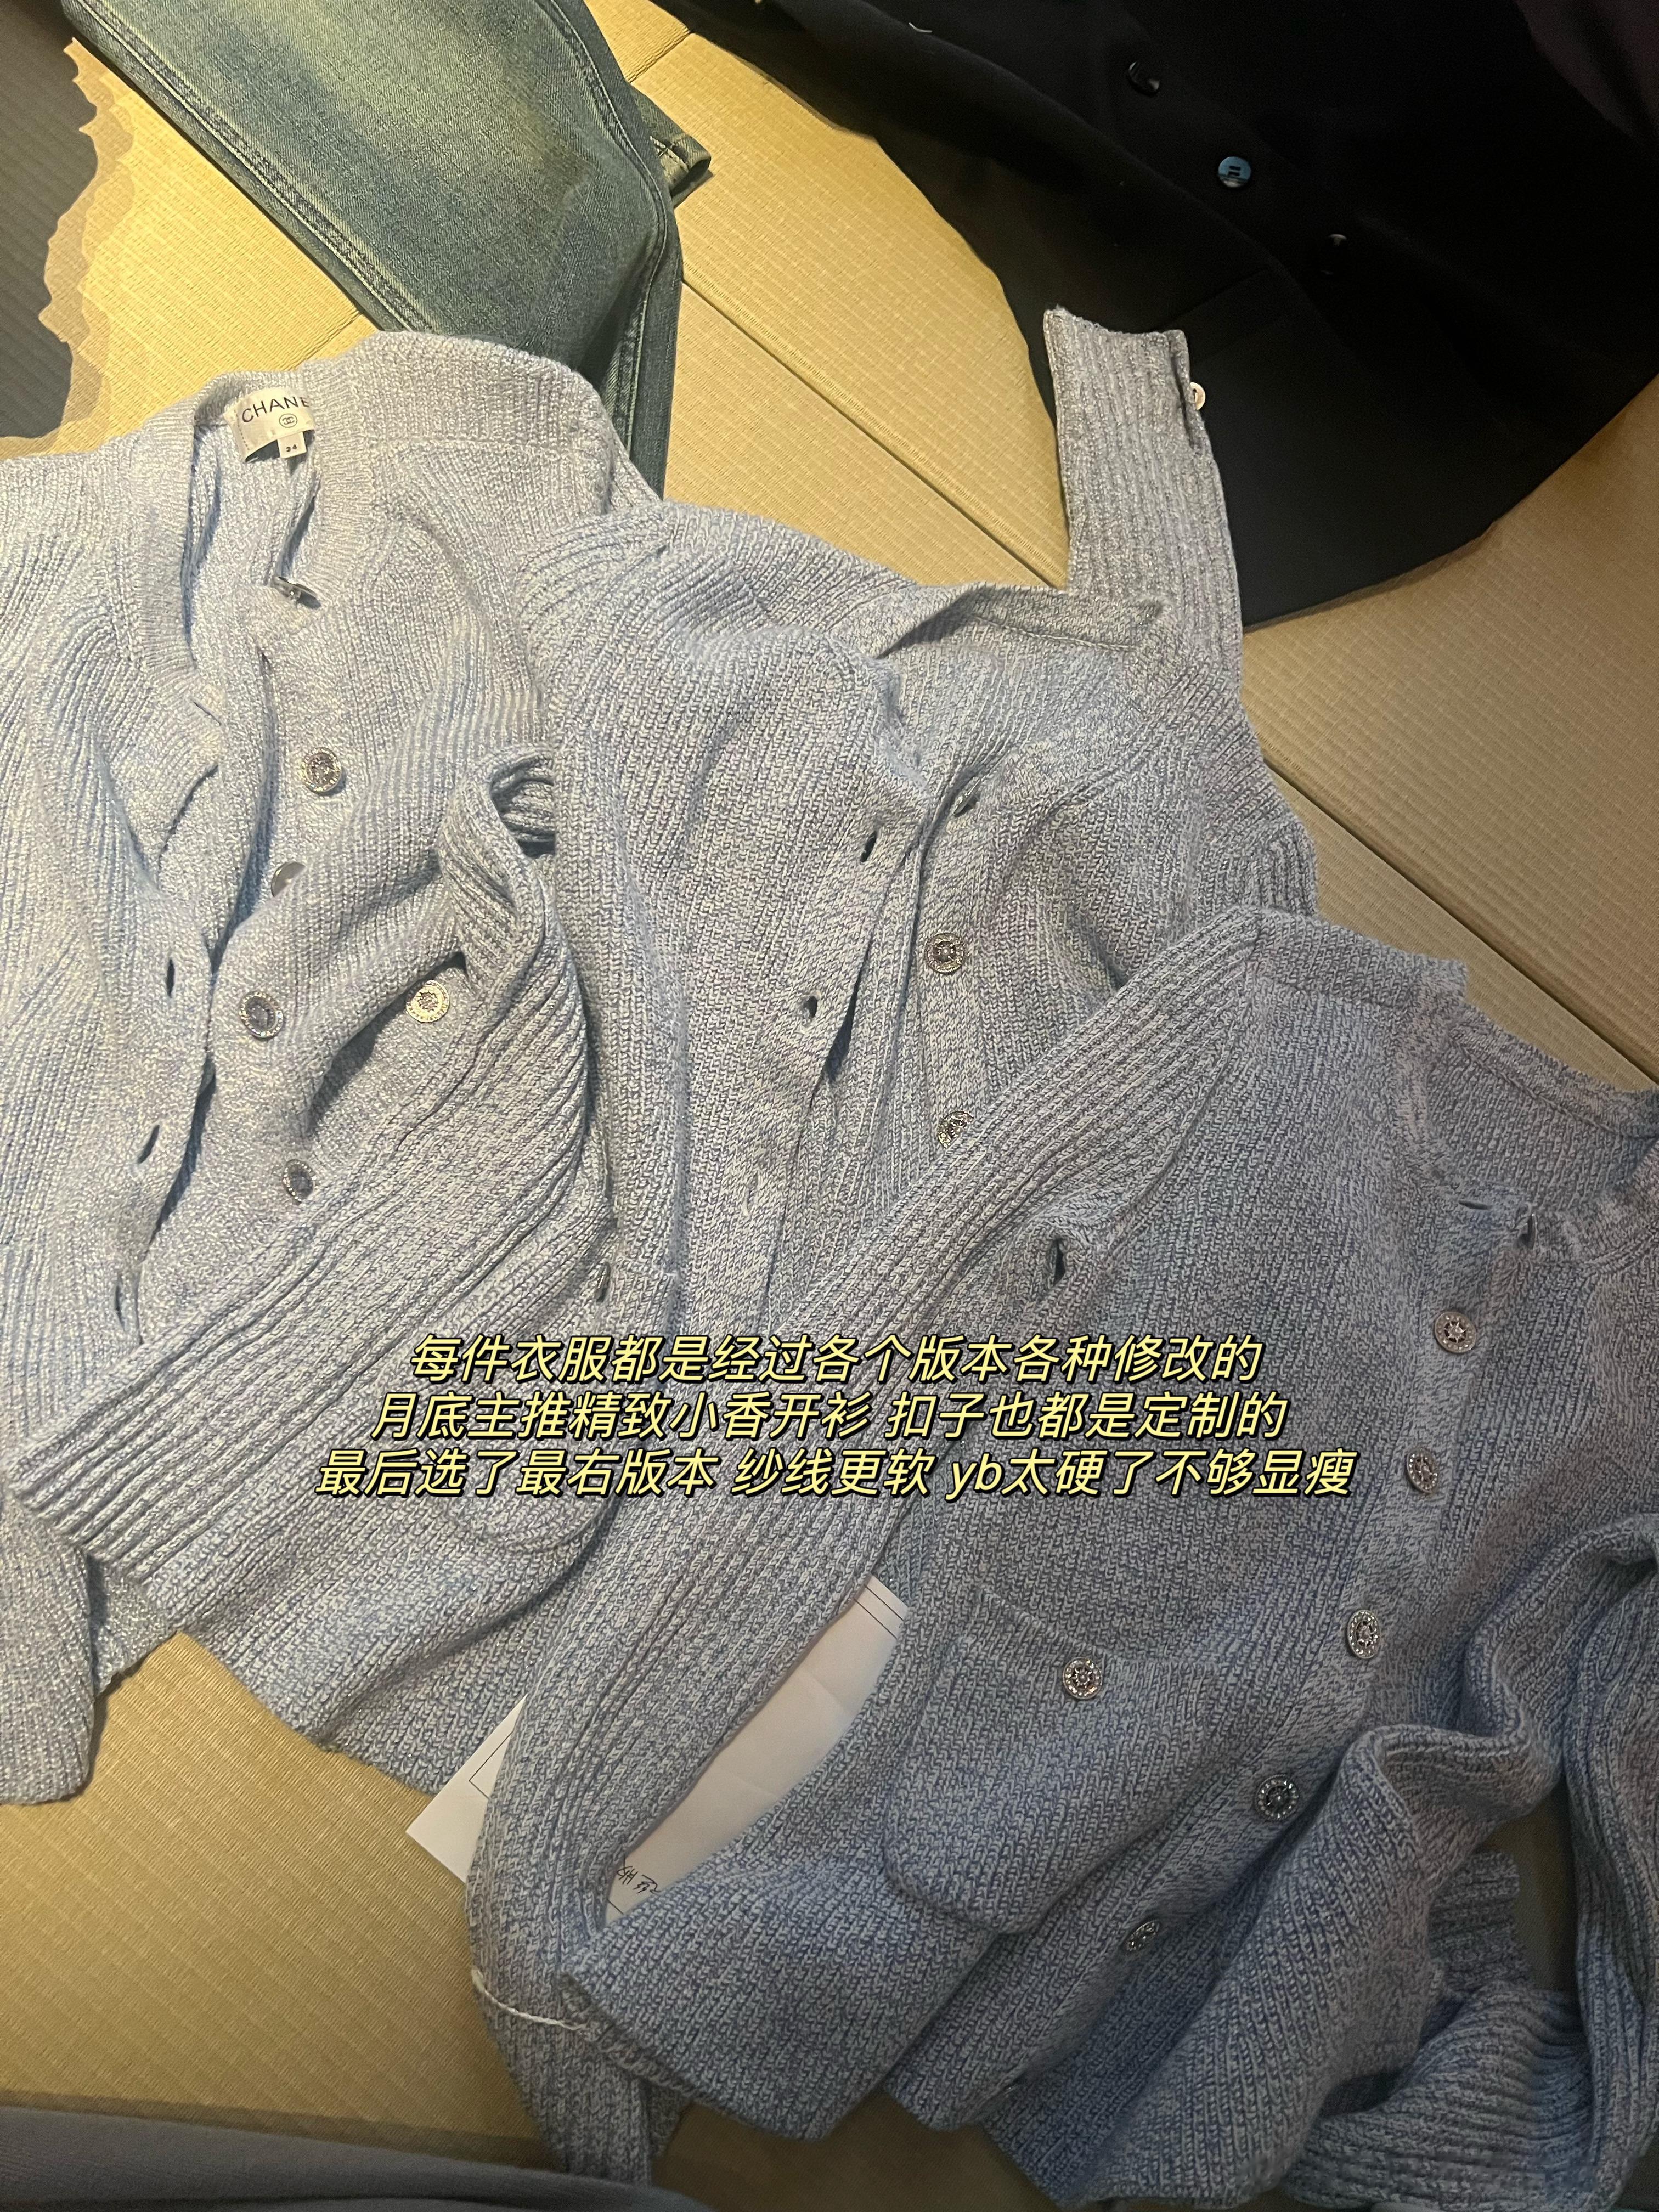 CHANE
34
每件衣服都是经过各个版本各种修改的
月底主推精致小香开衫 扣子也都是定制的
最后选了最右版本 纱线更软 yb太硬了不够显瘦